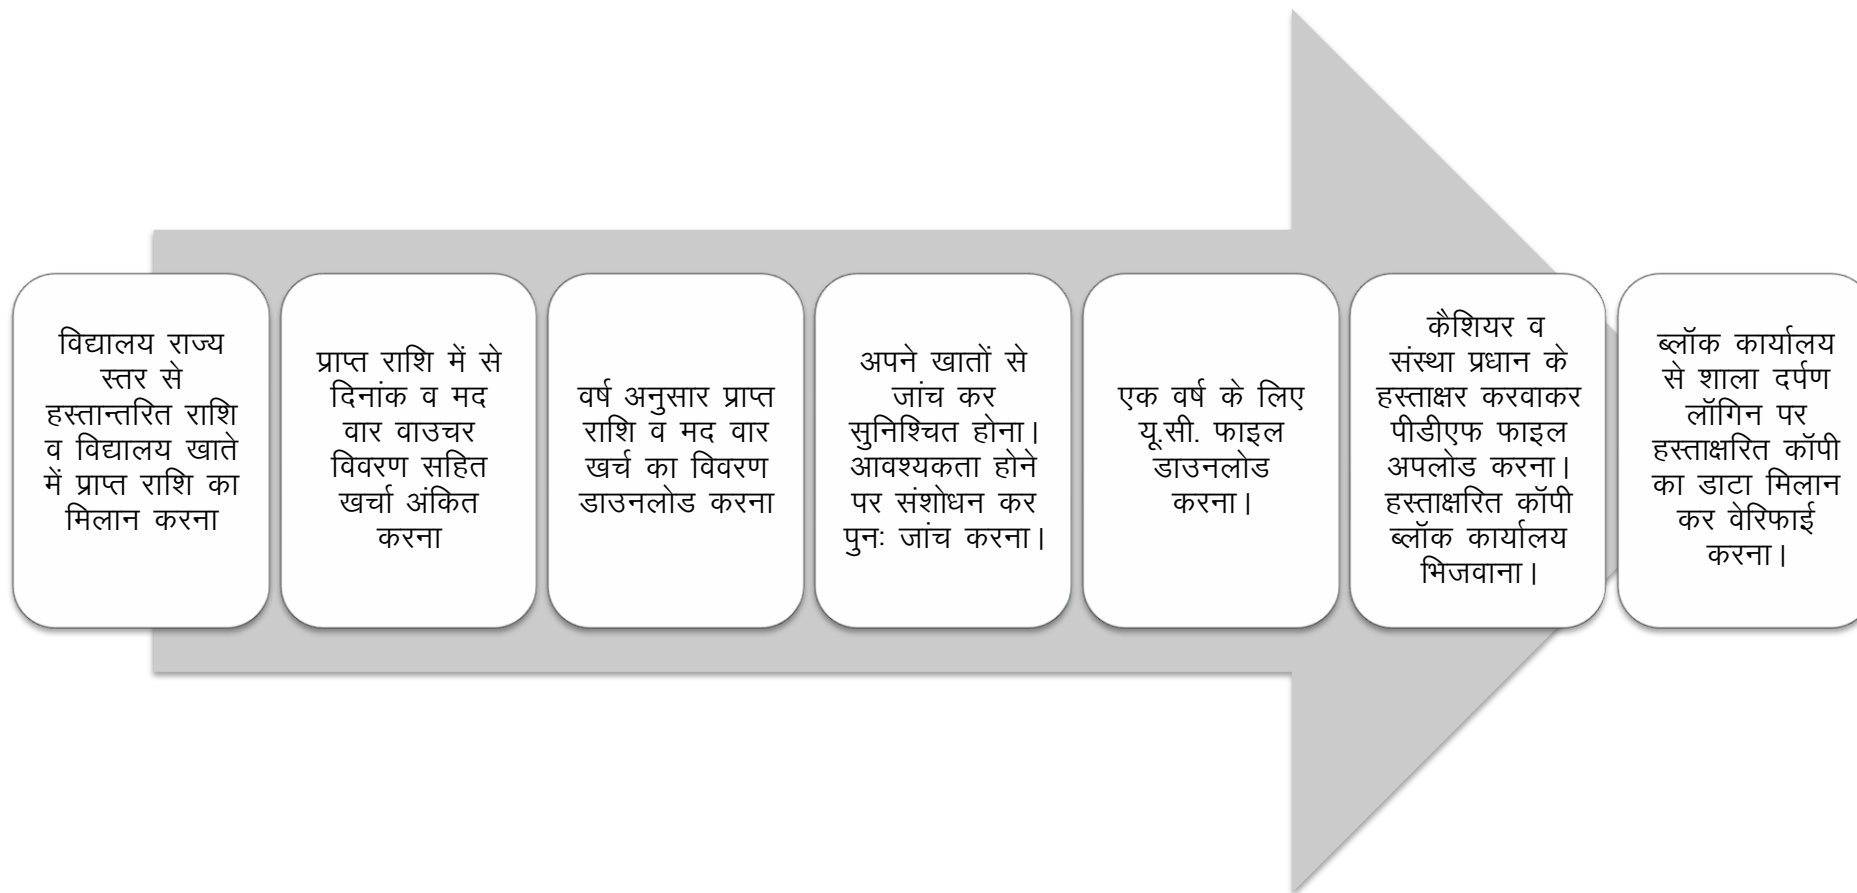 विद्यालय राज्य
स्तर से
हस्तान्तरित राशि
व विद्यालय खाते
में प्राप्त राशि का
मिलान करना
प्राप्त राशि में से
दिनांक व मद
वार वाउचर
विवरण सहित
खर्चा अंकित
करना
वर्ष अनुसार प्राप्त
राशि व मद वार
खर्च का विवरण
डाउनलोड करना
अपने खातों से
जांच कर
सुनिश्चित होना।
आवश्यकता होने
पर संशोधन कर
पुनः जांच करना।
एक वर्ष के लिए
यू.सी. फाइल
डाउनलोड
करना।
कैशियर व
संस्था प्रधान के
हस्ताक्षर करवाकर
पीडीएफ फाइल
अपलोड करना।
हस्ताक्षरित कॉपी
ब्लॉक कार्यालय
भिजवाना।
ब्लॉक कार्यालय
से शाला दर्पण
लॉगिन पर
हस्ताक्षरित कॉपी
का डाटा मिलान
कर वेरिफाई
करना।